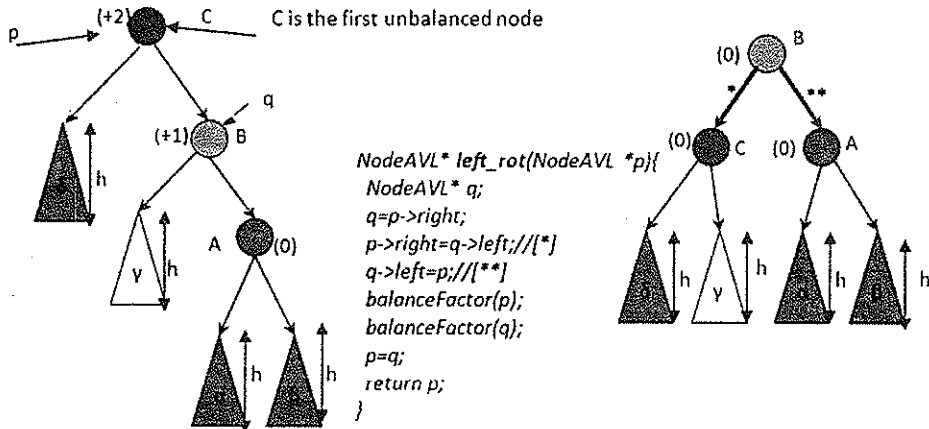 C is the first unbalanced node
(+2)
C
p
q
(+1)
B
h
δ
γ
h
A
(0)
α
h
h
NodeAVL* left_rot(NodeAVL *p){
NodeAVL* q;
q=p->right;
p->right=q->left;//[*]
q->left=p;//[**]
balanceFactor(p);
balanceFactor(q);
p=q;
return p;
}
B
(0)
*
**
(0)
C
(0)
A
δ
h
γ
h
α
h
β
h